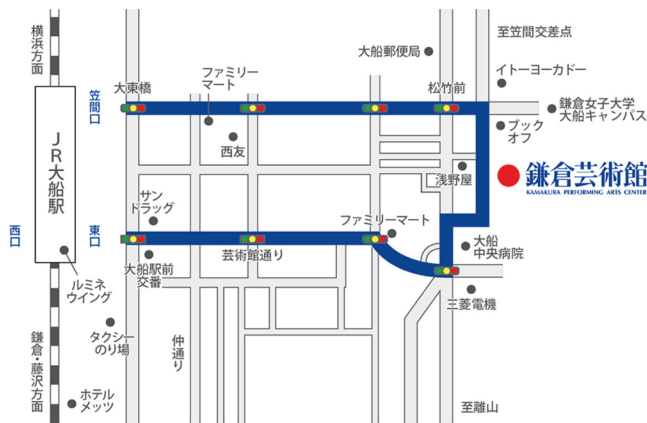 横浜方面
至笠間交差点
大船郵便局
イトーヨーカドー
ファミリー
マート
大東橋
松竹前
笠間口
鎌倉女子大学
大船キャンパス
ブック
オフ
西友
JR大船駅
浅野屋
鎌倉芸術館
KAMAKURA PERFORMING ARTS CENTER
サン
ドラッグ
ファミリーマート
西口
東口
大船
中央病院
芸術館通り
大船駅前
交番
ルミネ
ウイング
三菱電機
タクシー
のり場
仲通り
鎌倉・藤沢方面
ホテル
メッツ
至離山